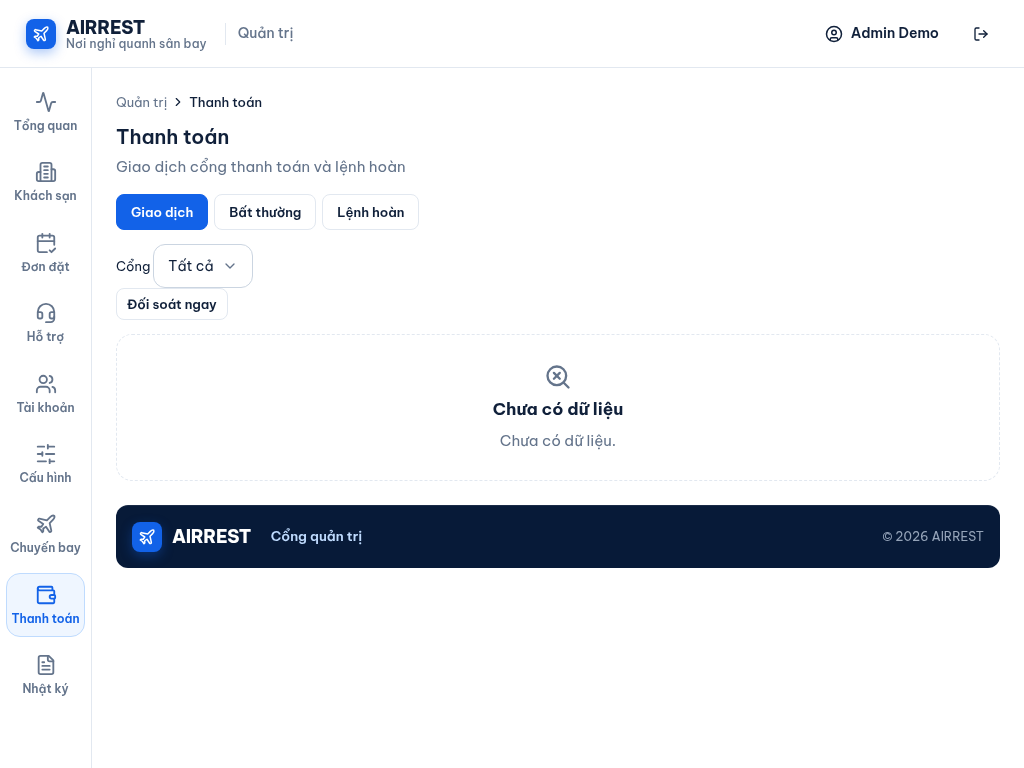 AIRREST
Nơi nghỉ quanh sân bay
Quản trị
Admin Demo
Tổng quan
Khách sạn
Đơn đặt
Hỗ trợ
Tài khoản
Cấu hình
Chuyến bay
Thanh toán
Nhật ký
Quản trị > Thanh toán
Thanh toán
Giao dịch cổng thanh toán và lệnh hoàn
Giao dịch Bất thường Lệnh hoàn
Cổng Tất cả
Đối soát ngay
Chưa có dữ liệu
Chưa có dữ liệu.
AIRREST Cổng quản trị © 2026 AIRREST